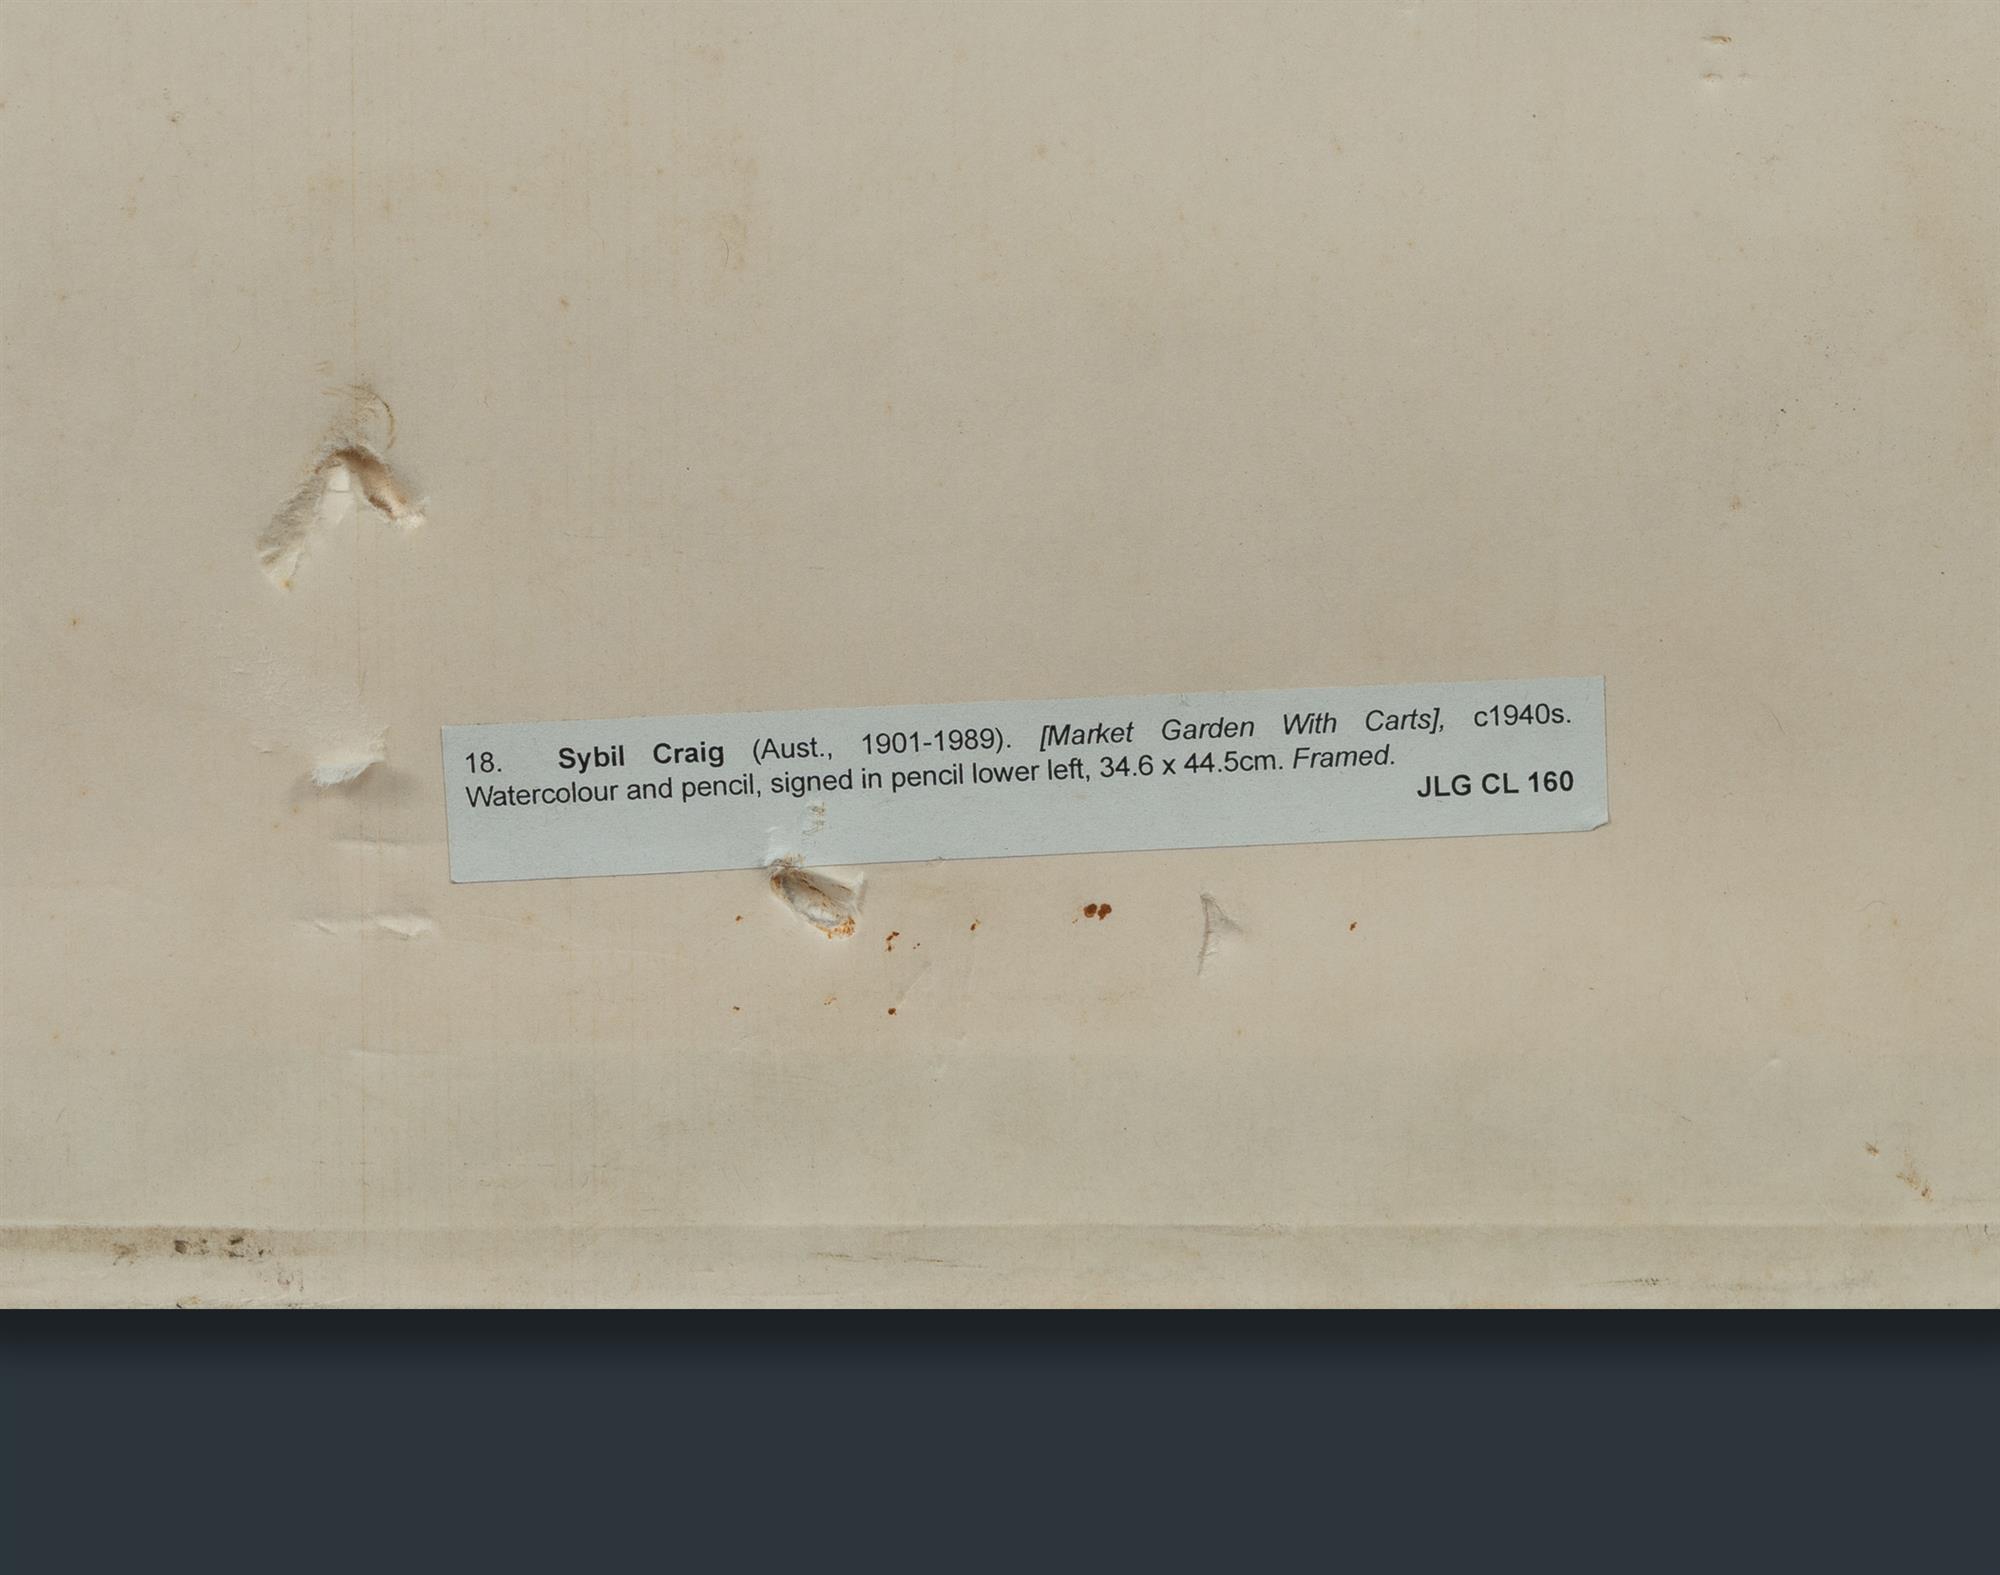 18. Sybil Craig (Aust., 1901-1989). [Market Garden With Carts], c1940s.
Watercolour and pencil, signed in pencil lower left, 34.6 x 44.5cm. Framed.
JLG CL 160